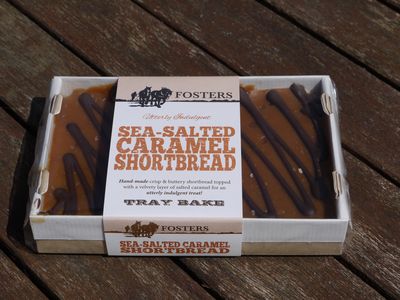 FOSTERS
Utterly Indulgent
SEA-SALTED
CARAMEL
SHORTBREAD
Hand-made crisp & buttery shortbread topped
with a velvety layer of salted caramel for an
utterly indulgent treat!
TRAY BAKE
FOSTERS
SEA-SALTED CARAMEL
SHORTBREAD